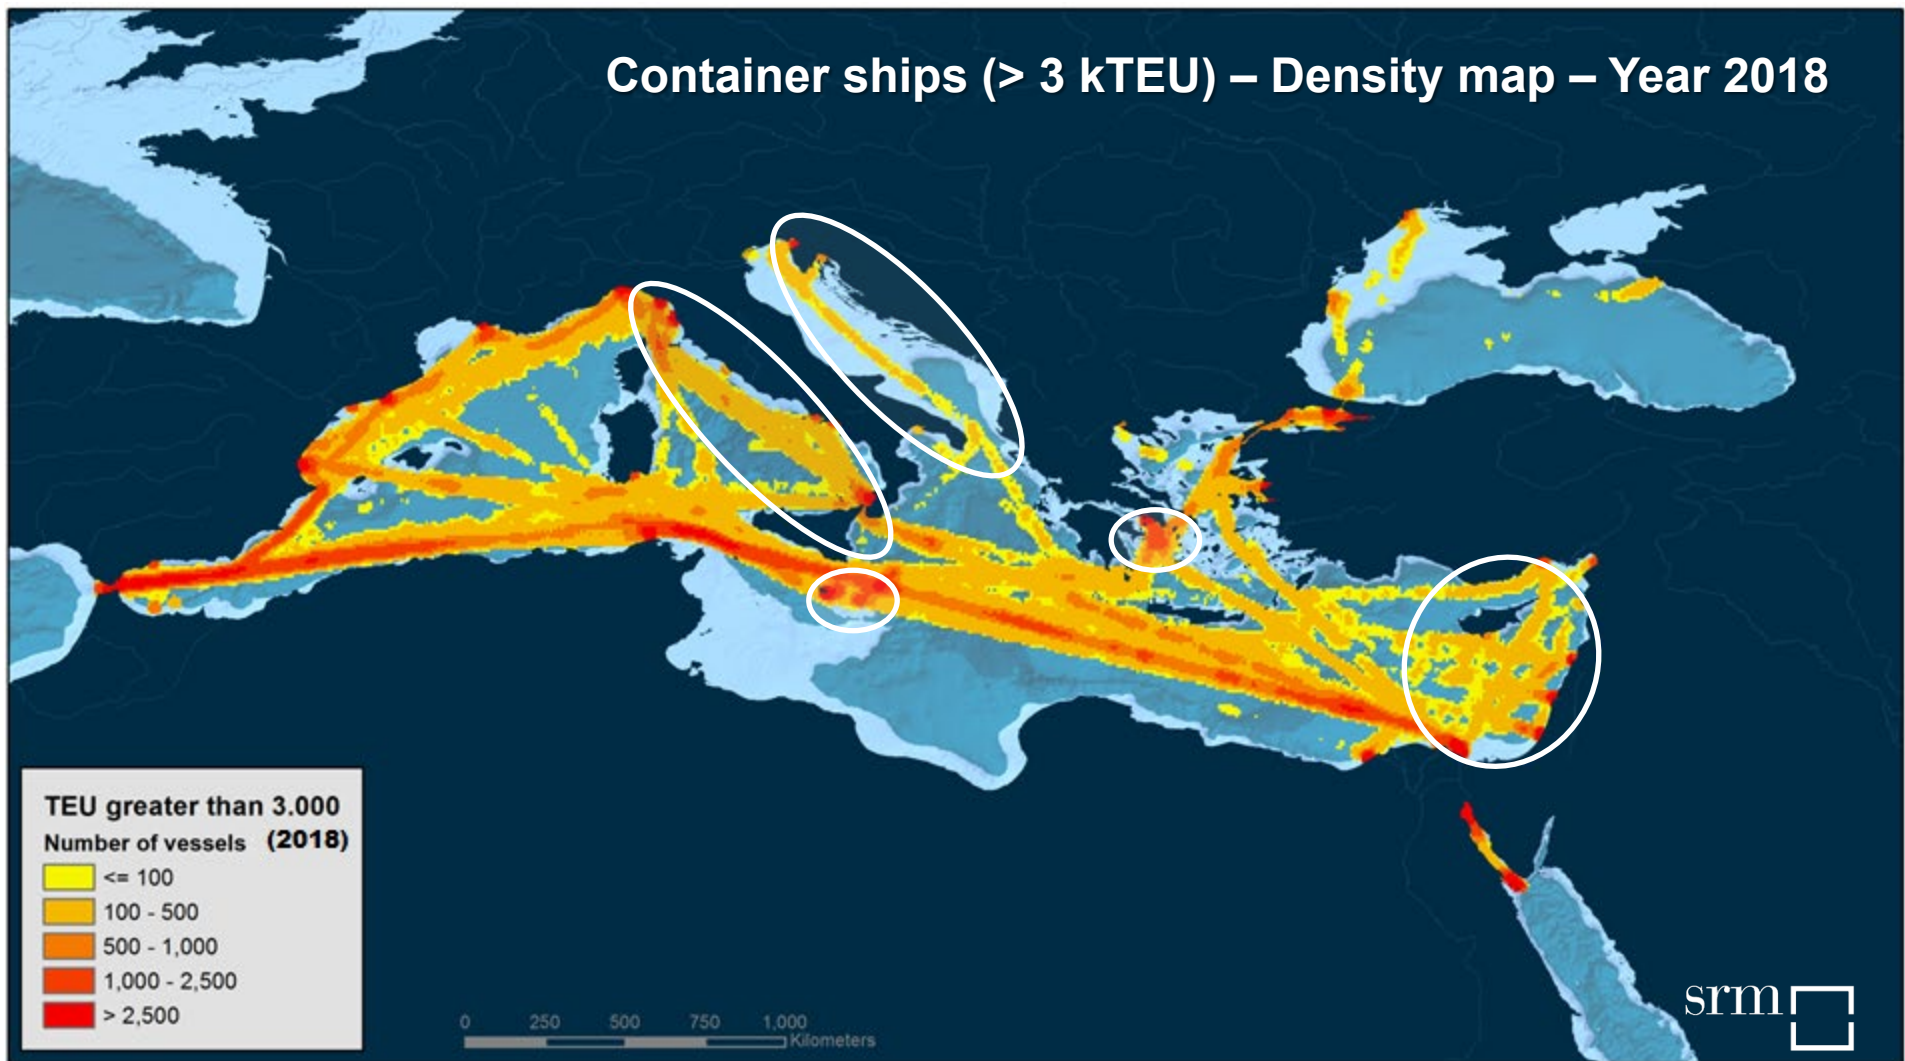 Container ships (> 3 kTEU) – Density map – Year 2018
TEU greater than 3.000
Number of vessels (2018)
<= 100
100 - 500
500 - 1,000
1,000 - 2,500
> 2,500
0 250 500 750 1,000
Kilometers
srm